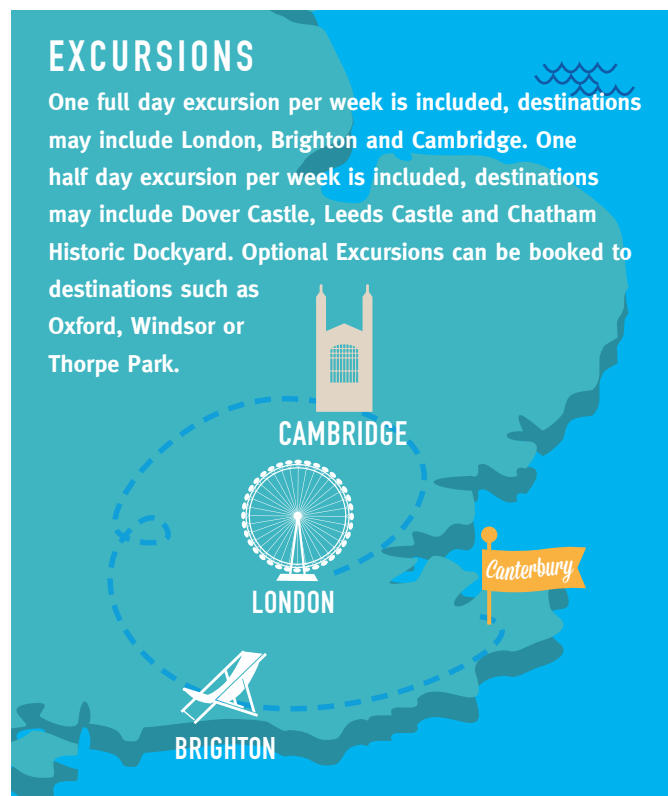 EXCURSIONS
One full day excursion per week is included, destinations
may include London, Brighton and Cambridge. One
half day excursion per week is included, destinations
may include Dover Castle, Leeds Castle and Chatham
Historic Dockyard. Optional Excursions can be booked to
destinations such as
Oxford, Windsor or
Thorpe Park.
CAMBRIDGE
Canterbury
LONDON
BRIGHTON